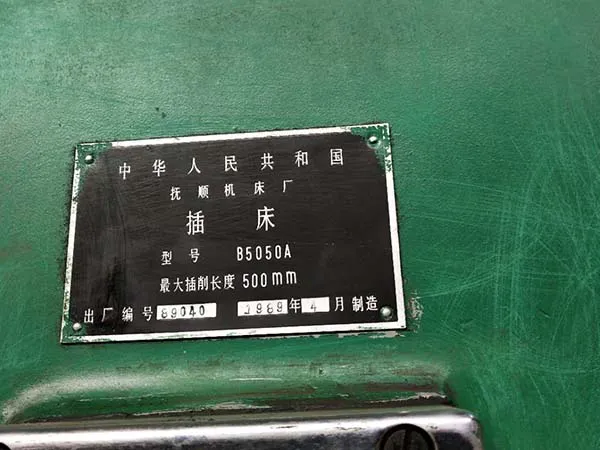 中华人民共和国
抚顺机床厂
插床
型号 B5050A
最大插削长度 500mm
出厂编号 89040 1989年 4月制造